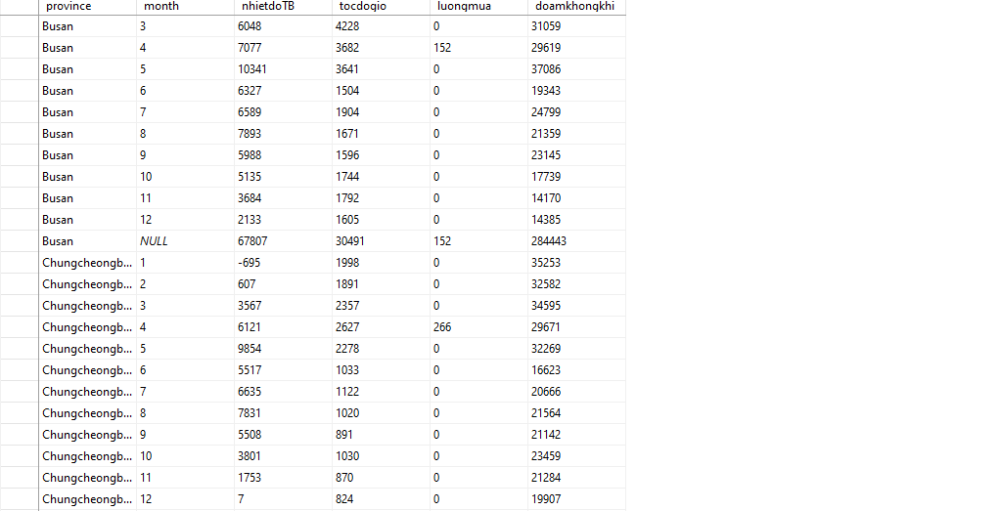 province month nhietdoTB tocdogio luongmua doamkhongkhi
Busan 3 6048 4228 0 31059
Busan 4 7077 3682 152 29619
Busan 5 10341 3641 0 37086
Busan 6 6327 1504 0 19343
Busan 7 6589 1904 0 24799
Busan 8 7893 1671 0 21359
Busan 9 5988 1596 0 23145
Busan 10 5135 1744 0 17739
Busan 11 3684 1792 0 14170
Busan 12 2133 1605 0 14385
Busan NULL 67807 30491 152 284443
Chungcheongb... 1 -695 1998 0 35253
Chungcheongb... 2 607 1891 0 32582
Chungcheongb... 3 3567 2357 0 34595
Chungcheongb... 4 6121 2627 266 29671
Chungcheongb... 5 9854 2278 0 32269
Chungcheongb... 6 5517 1033 0 16623
Chungcheongb... 7 6635 1122 0 20666
Chungcheongb... 8 7831 1020 0 21564
Chungcheongb... 9 5508 891 0 21142
Chungcheongb... 10 3801 1030 0 23459
Chungcheongb... 11 1753 870 0 21284
Chungcheongb... 12 7 824 0 19907